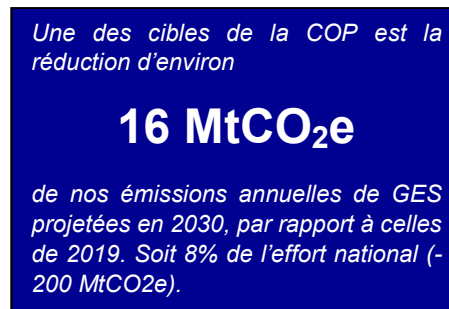 Une des cibles de la COP est la
réduction d’environ
16 MtCO₂e
de nos émissions annuelles de GES
projetées en 2030, par rapport à celles
de 2019. Soit 8% de l’effort national (-
200 MtCO2e).